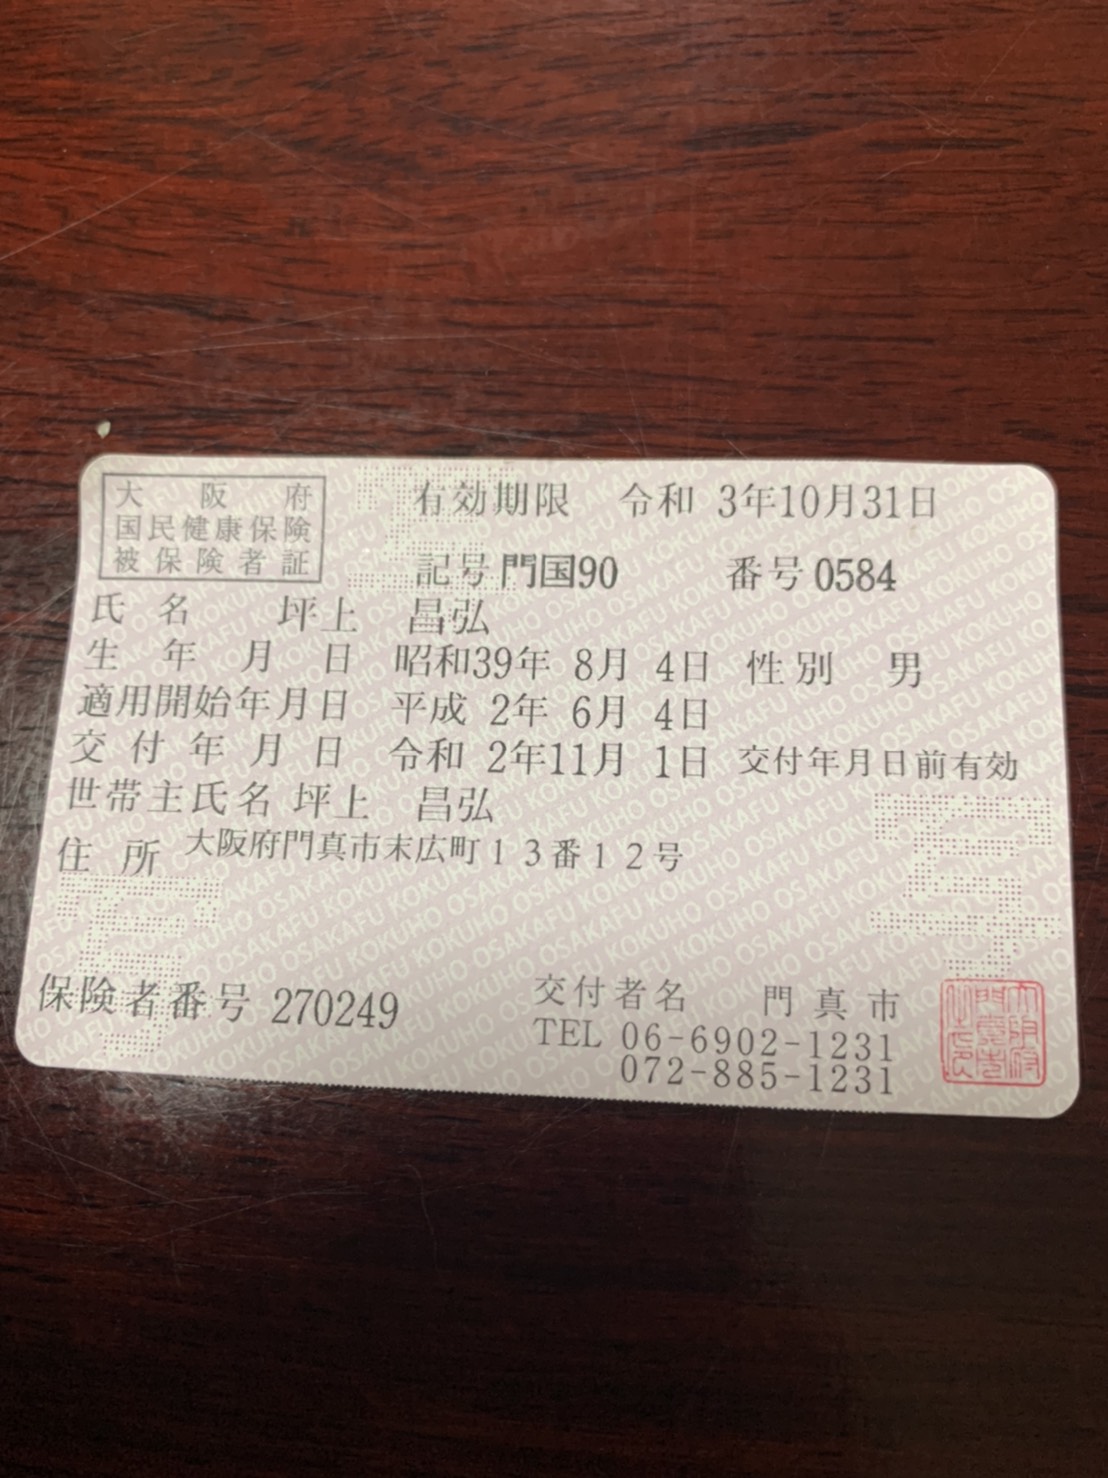 大阪府
国民健康保険
被保険者証
有効期限 令和 3年10月31日
記号 門国90 番号 0584
氏名 坪上 昌弘
生年月日 昭和39年 8月 4日 性別 男
適用開始年月日 平成 2年 6月 4日
交付年月日 令和 2年11月 1日 交付年月日前有効
世帯主氏名 坪上 昌弘
住所 大阪府門真市末広町13番12号
保険者番号 270249
交付者名 門真市
TEL 06-6902-1231
072-885-1231